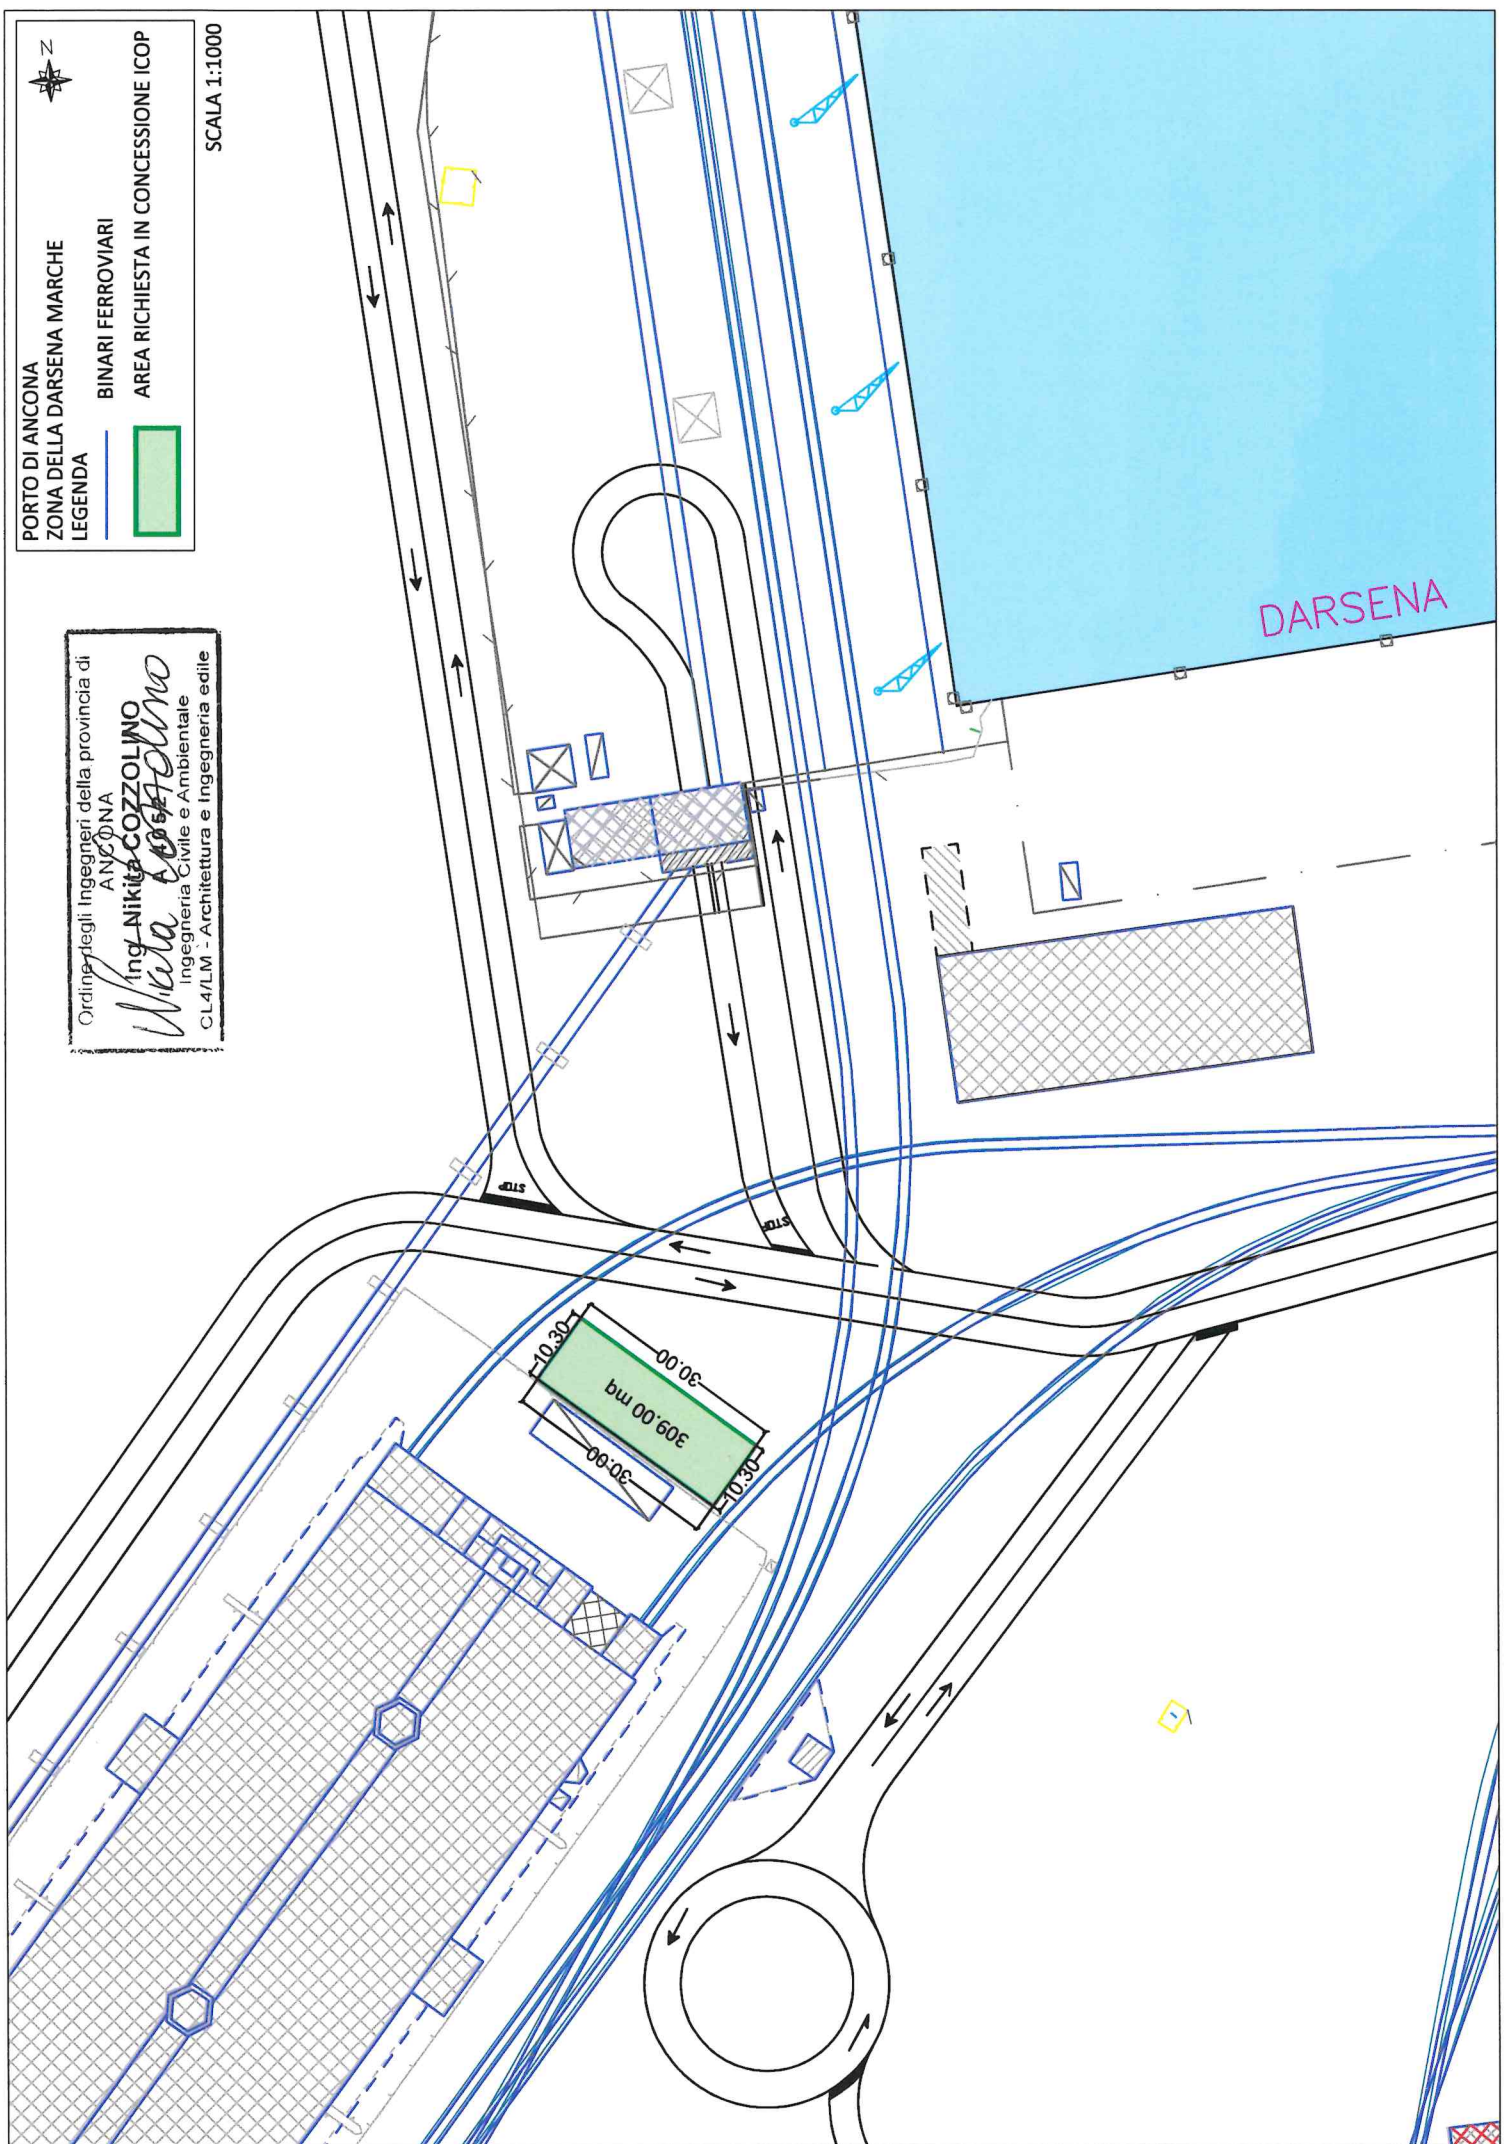 PORTO DI ANCONA
ZONA DELLA DARSENA MARCHE
LEGENDA
BINARI FERROVIARI
AREA RICHIESTA IN CONCESSIONE ICOP
N
SCALA 1:1000
Ordine degli Ingegneri della provincia di
ANCONA
Ing. Nikita COZZOLINO
Ingegneria Civile e Ambientale
CL4/LM - Architettura e Ingegneria edile
DARSENA
STOP
STOP
10.30
30.00
309.00 mq
30.00
10.30